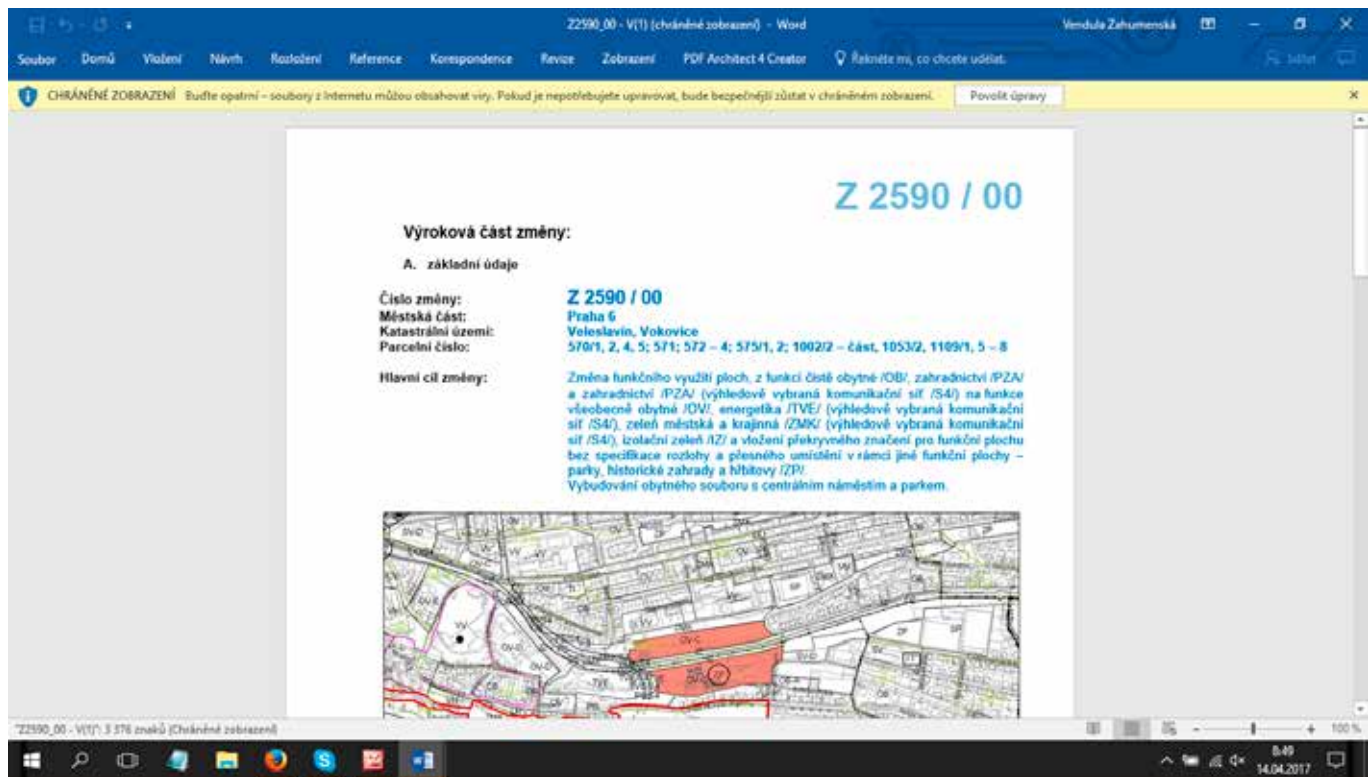 Z2590_00 - V(1) (chráněné zobrazení) - Word
Vendula Zahumenská
Soubor Domů Vložení Návrh Rozložení Reference Korespondence Revize Zobrazení PDF Architect 4 Creator Řekněte mi, co chcete udělat. Sdílet
CHRÁNĚNÉ ZOBRAZENÍ Buďte opatrní – soubory z Internetu můžou obsahovat viry. Pokud je nepotřebujete upravovat, bude bezpečnější zůstat v chráněném zobrazení. Povolit úpravy
Z 2590 / 00
Výroková část změny:
A. základní údaje
Číslo změny: Z 2590 / 00
Městská část: Praha 6
Katastrální území: Veleslavín, Vokovice
Parcelní číslo: 570/1, 2, 4, 5; 571; 572 – 4; 575/1, 2; 1002/2 – část, 1053/2, 1109/1, 5 – 8
Hlavní cíl změny: Změna funkčního využití ploch, z funkcí čistě obytné /OB/, zahradnictví /PZA/
a zahradnictví /PZA/ (výhledově vybraná komunikační síť /S4/) na funkce
všeobecně obytné /OV/, energetika /TVE/ (výhledově vybraná komunikační
síť /S4/), zeleň městská a krajinná /ZMK/ (výhledově vybraná komunikační
síť /S4/), izolační zeleň /IZ/ a vložení překryvného značení pro funkční plochu
bez specifikace rozlohy a přesného umístění v rámci jiné funkční plochy –
parky, historické zahrady a hřbitovy /ZP/.
Vybudování obytného souboru s centrálním náměstím a parkem.
OV-C
VV
ZP
TVE
"Z2590_00 - V(1)": 3 376 znaků (Chráněné zobrazení)
100 %
8:49
14.04.2017